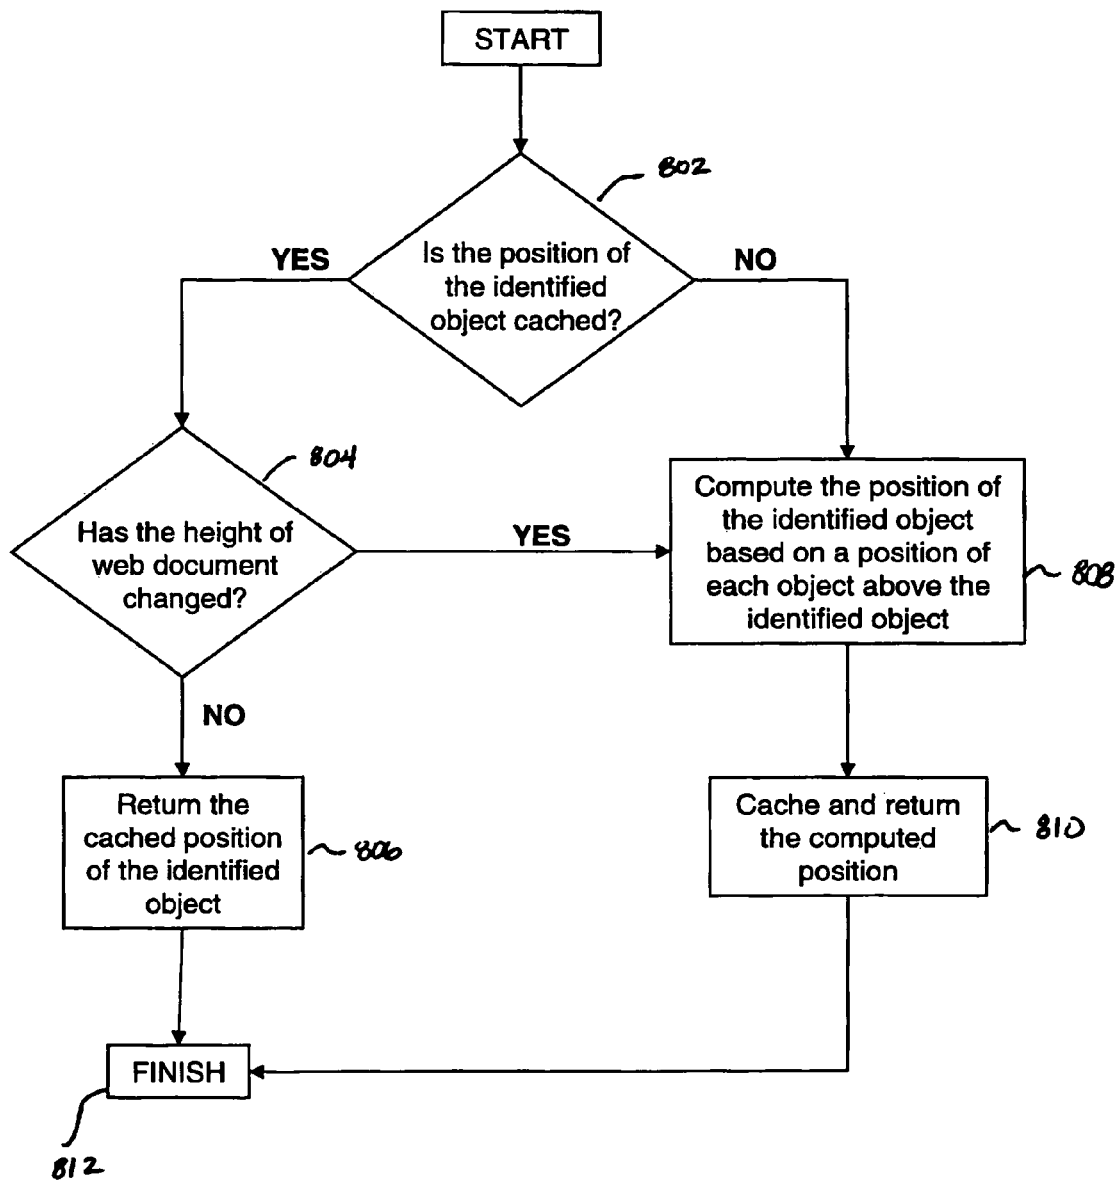 START
802
Is the position of
the identified
object cached?
YES
NO
804
Has the height of
web document
changed?
YES
Compute the position of
the identified object
based on a position of
each object above the
identified object
808
NO
Return the
cached position
of the identified
object
806
Cache and return
the computed
position
810
FINISH
812